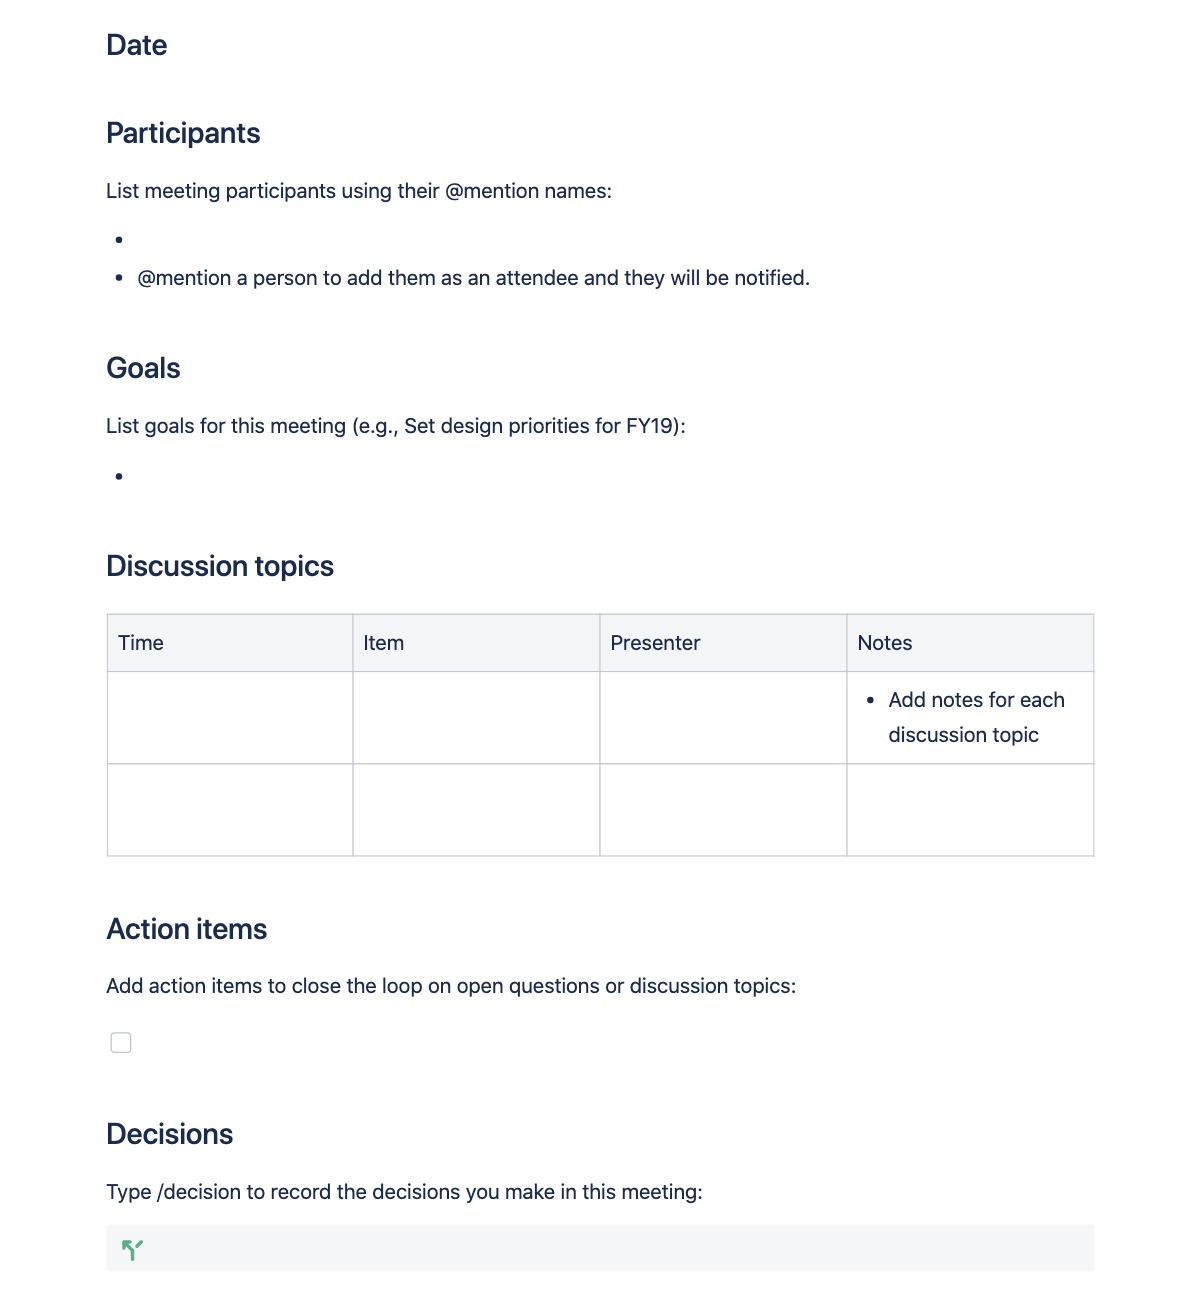 Date
Participants
List meeting participants using their @mention names:
•
• @mention a person to add them as an attendee and they will be notified.
Goals
List goals for this meeting (e.g., Set design priorities for FY19):
•
Discussion topics
Time Item Presenter Notes
• Add notes for each
discussion topic
Action items
Add action items to close the loop on open questions or discussion topics:
Decisions
Type /decision to record the decisions you make in this meeting: